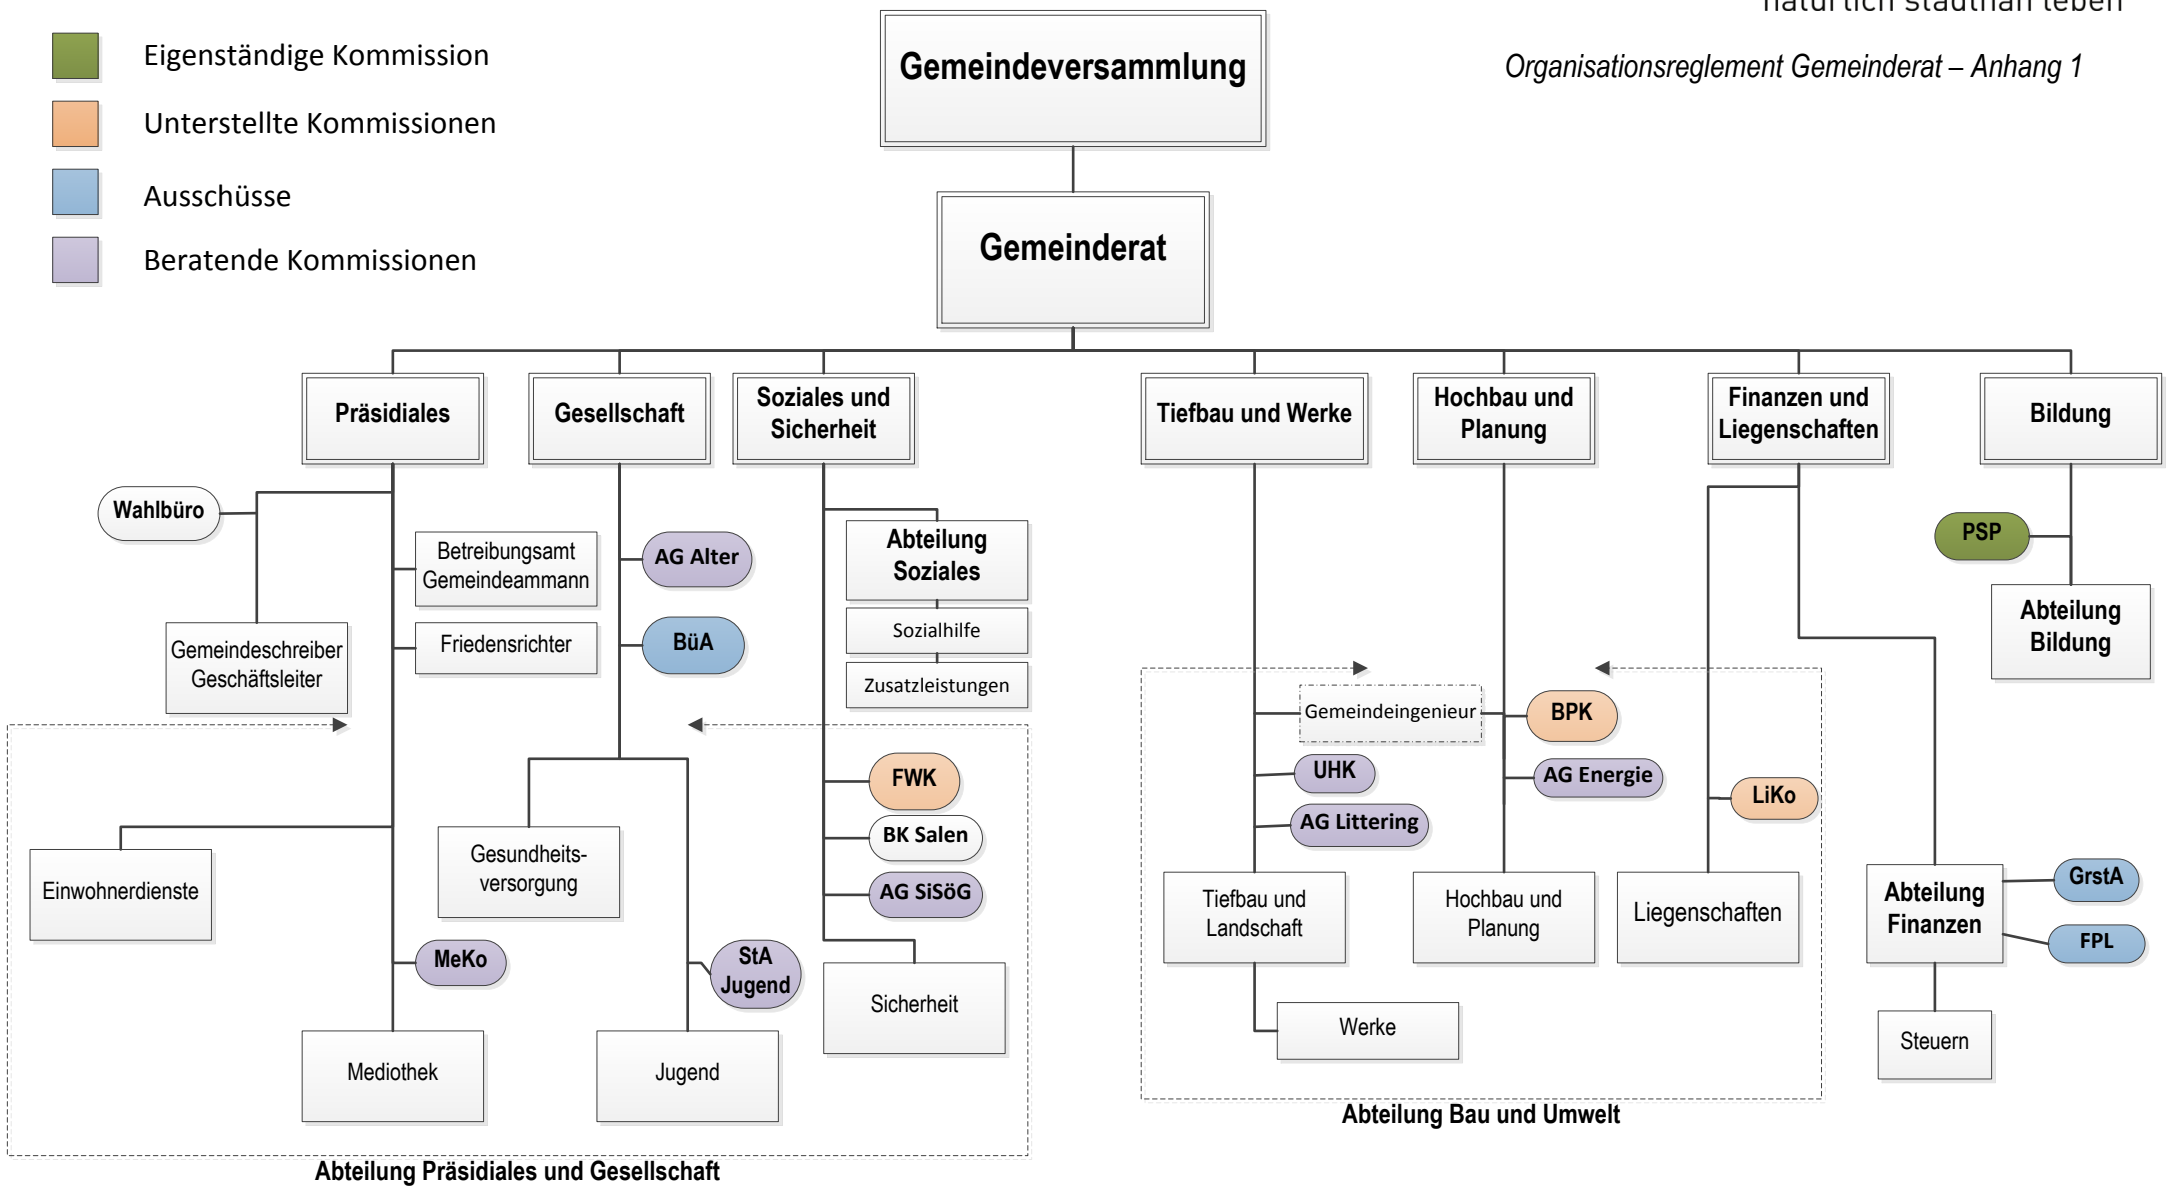 natürlich stadtnah leben
Organisationsreglement Gemeinderat – Anhang 1
Eigenständige Kommission
Unterstellte Kommissionen
Ausschüsse
Beratende Kommissionen
Gemeindeversammlung
Gemeinderat
Präsidiales
Gesellschaft
Soziales und
Sicherheit
Tiefbau und Werke
Hochbau und
Planung
Finanzen und
Liegenschaften
Bildung
Wahlbüro
Betreibungsamt
Gemeindeammann
Friedensrichter
Gemeindeschreiber
Geschäftsleiter
AG Alter
BüA
Abteilung
Soziales
Sozialhilfe
Zusatzleistungen
PSP
Abteilung
Bildung
Gemeindeingenieur
BPK
UHK
AG Energie
AG Littering
LiKo
FWK
BK Salen
AG SiSöG
Einwohnerdienste
Gesundheits-
versorgung
MeKo
StA
Jugend
Sicherheit
Mediothek
Jugend
Tiefbau und
Landschaft
Hochbau und
Planung
Liegenschaften
Werke
Abteilung
Finanzen
GrstA
FPL
Steuern
Abteilung Bau und Umwelt
Abteilung Präsidiales und Gesellschaft